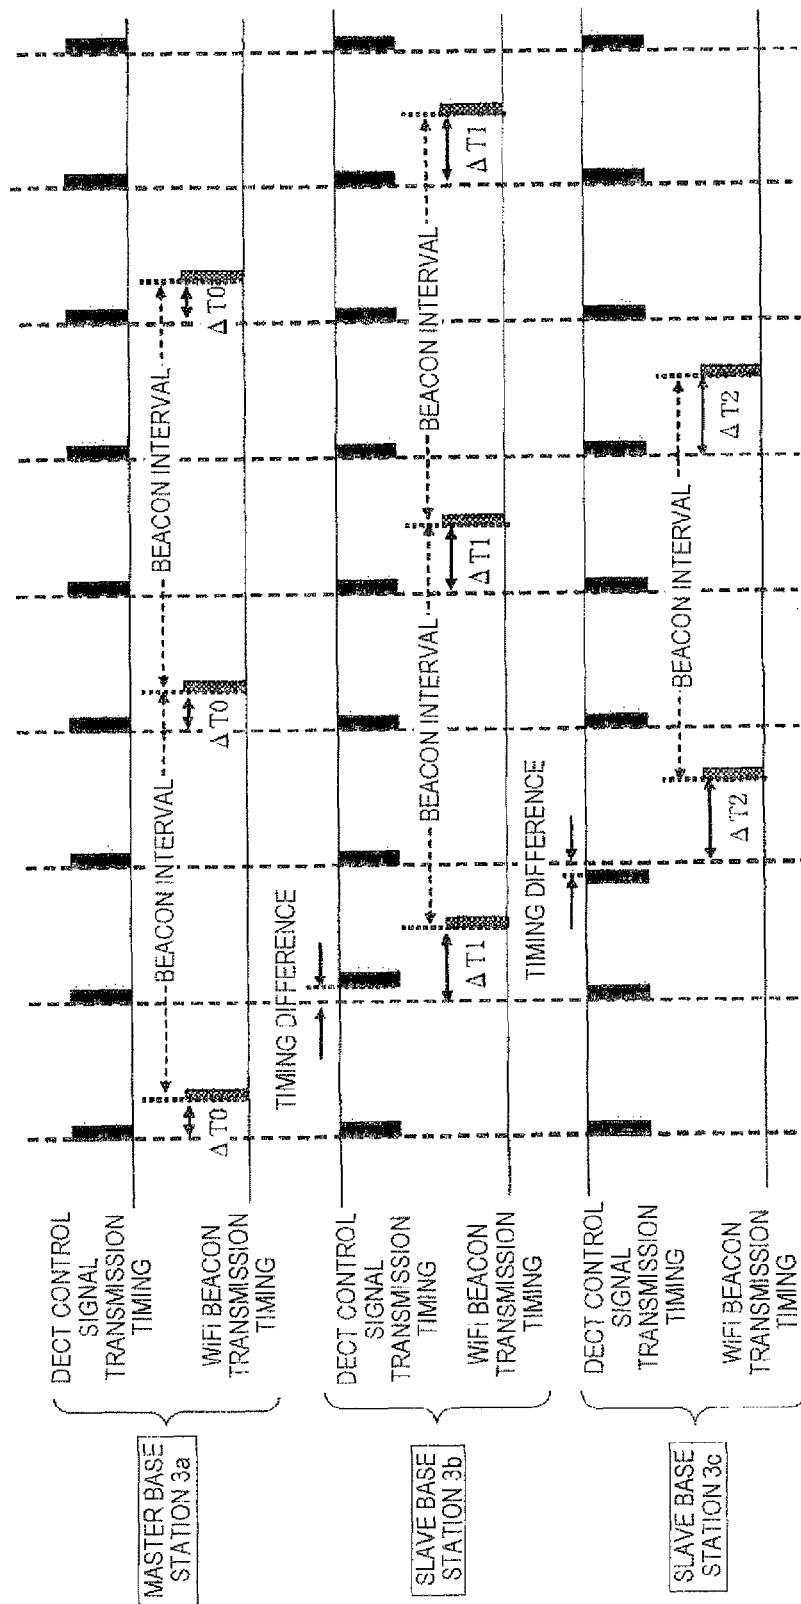 MASTER BASE
STATION 3a
DECT CONTROL
SIGNAL
TRANSMISSION
TIMING
WiFi BEACON
TRANSMISSION
TIMING
ΔT0
BEACON INTERVAL
ΔT0
BEACON INTERVAL
ΔT0
SLAVE BASE
STATION 3b
DECT CONTROL
SIGNAL
TRANSMISSION
TIMING
WiFi BEACON
TRANSMISSION
TIMING
TIMING DIFFERENCE
ΔT1
BEACON INTERVAL
ΔT1
BEACON INTERVAL
ΔT1
SLAVE BASE
STATION 3c
DECT CONTROL
SIGNAL
TRANSMISSION
TIMING
WiFi BEACON
TRANSMISSION
TIMING
TIMING DIFFERENCE
ΔT2
BEACON INTERVAL
ΔT2